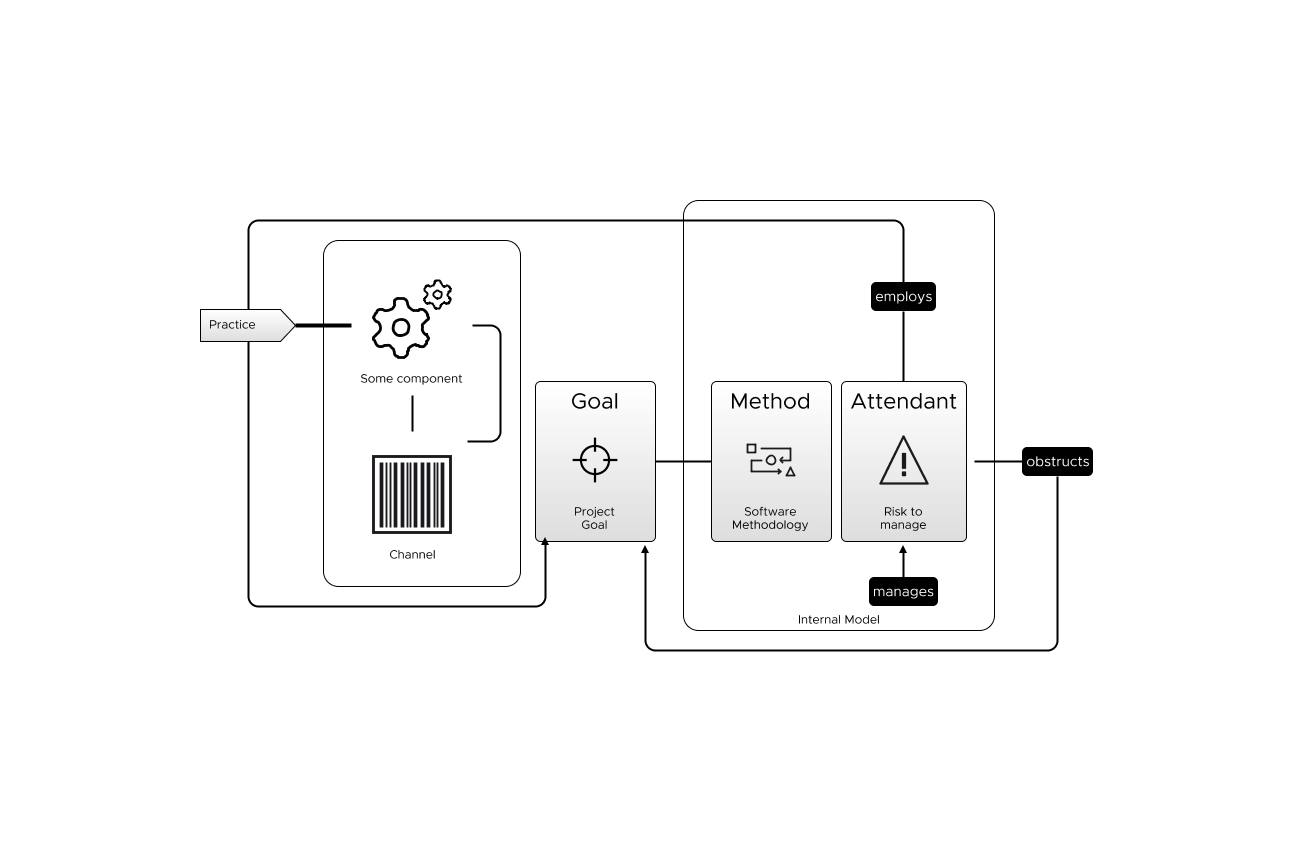 employs
Practice
Some component
Goal
Method
Attendant
obstructs
Project
Goal
Software
Methodology
Risk to
manage
Channel
manages
Internal Model